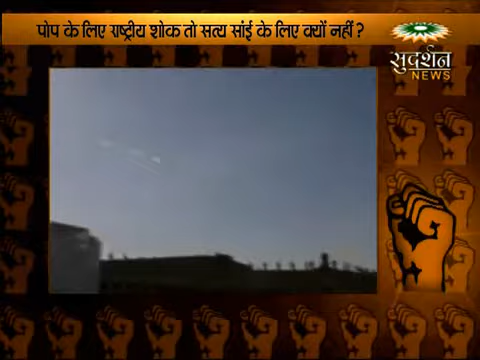 पोप के लिए राष्ट्रीय शोक तो सत्य सांई के लिए क्यों नहीं ?
सुदर्शन
NEWS